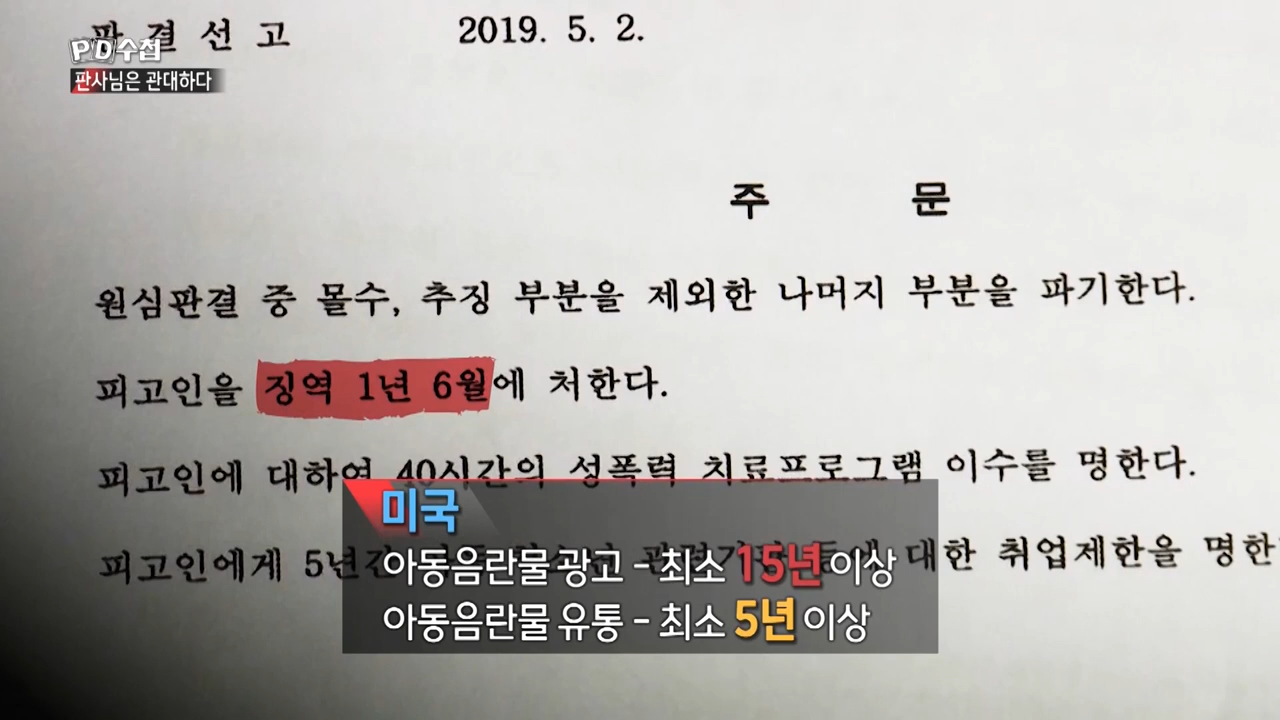 판 결 선 고 2019. 5. 2.
PD수첩
판사님은 관대하다
주 문
원심판결 중 몰수, 추징 부분을 제외한 나머지 부분을 파기한다.
피고인을 징역 1년 6월에 처한다.
피고인에 대하여 40시간의 성폭력 치료프로그램 이수를 명한다.
피고인에게 5년간 대한 취업제한을 명한
미국
아동음란물 광고 - 최소 15년 이상
아동음란물 유통 - 최소 5년 이상